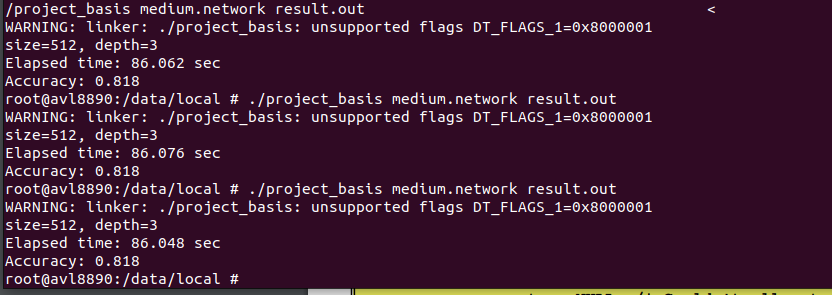 /project_basis medium.network result.out <
WARNING: linker: ./project_basis: unsupported flags DT_FLAGS_1=0x8000001
size=512, depth=3
Elapsed time: 86.062 sec
Accuracy: 0.818
root@avl8890:/data/local # ./project_basis medium.network result.out
WARNING: linker: ./project_basis: unsupported flags DT_FLAGS_1=0x8000001
size=512, depth=3
Elapsed time: 86.076 sec
Accuracy: 0.818
root@avl8890:/data/local # ./project_basis medium.network result.out
WARNING: linker: ./project_basis: unsupported flags DT_FLAGS_1=0x8000001
size=512, depth=3
Elapsed time: 86.048 sec
Accuracy: 0.818
root@avl8890:/data/local #